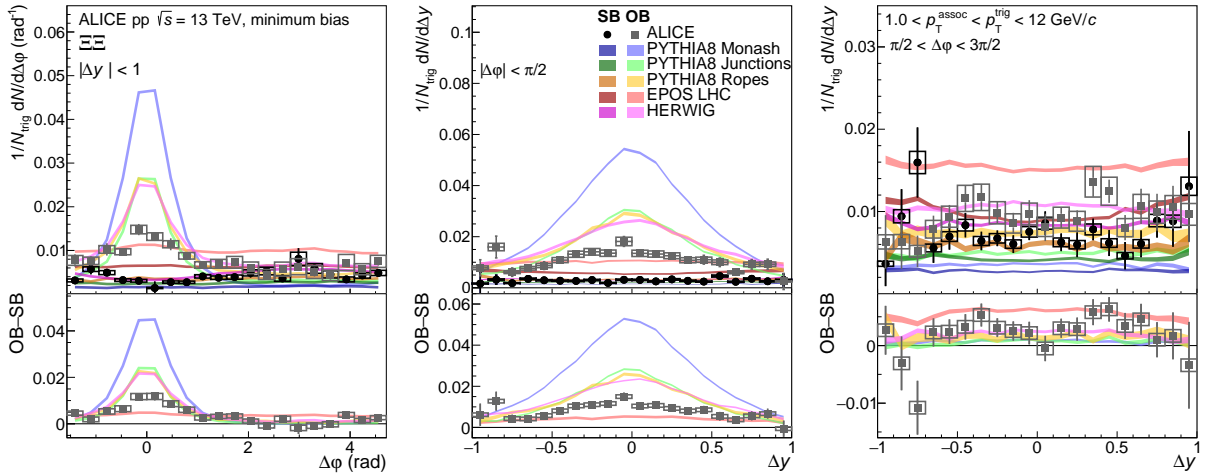 ALICE pp √s = 13 TeV, minimum bias
ΞΞ
|Δy| < 1
1/N_trig dN/dΔφ (rad⁻¹)
0.06
0.05
0.04
0.03
0.02
0.01
0
OB–SB
0.04
0.02
0
0
2
4
Δφ (rad)
1/N_trig dN/dΔy
0.1
0.08
0.06
0.04
0.02
0
|Δφ| < π/2
SB OB
ALICE
PYTHIA8 Monash
PYTHIA8 Junctions
PYTHIA8 Ropes
EPOS LHC
HERWIG
OB–SB
0.06
0.04
0.02
0
−1
−0.5
0
0.5
1
Δy
1/N_trig dN/dΔy
1.0 < p_T^assoc < p_T^trig < 12 GeV/c
π/2 < Δφ < 3π/2
0.03
0.02
0.01
0
OB–SB
0
−0.01
−1
−0.5
0
0.5
1
Δy